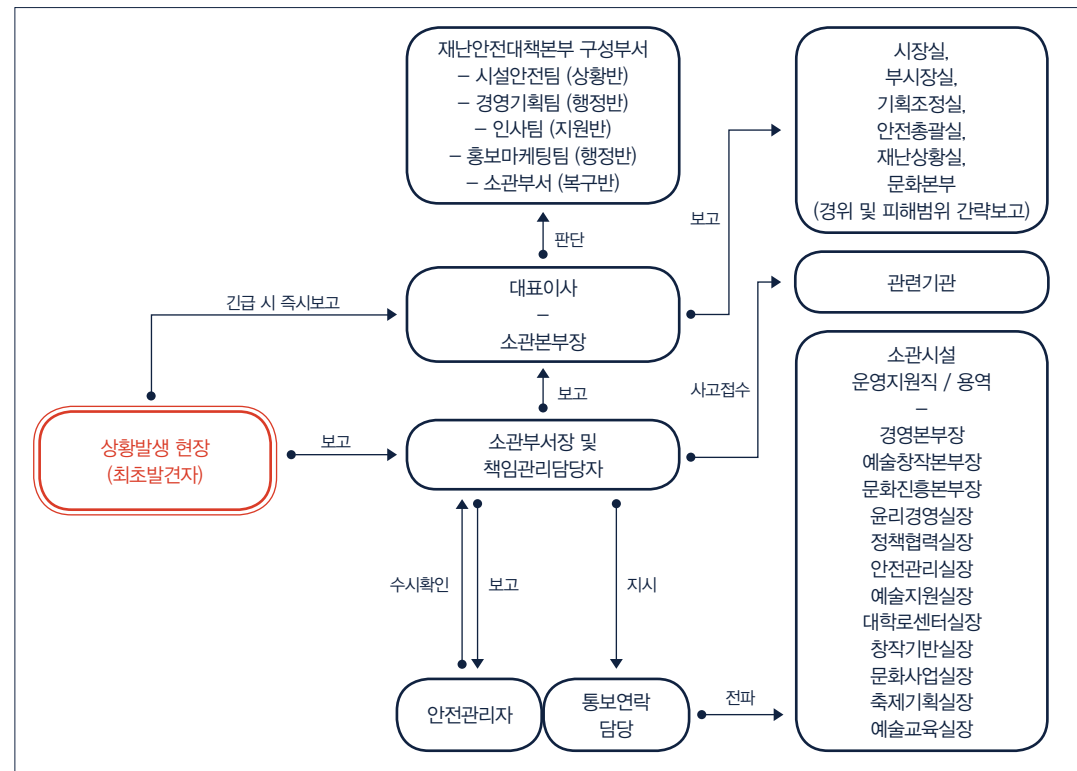 재난안전대책본부 구성부서
– 시설안전팀 (상황반)
– 경영기획팀 (행정반)
– 인사팀 (지원반)
– 홍보마케팅팀 (행정반)
– 소관부서 (복구반)
시장실,
부시장실,
기획조정실,
안전총괄실,
재난상황실,
문화본부
(경위 및 피해범위 간략보고)
보고
판단
대표이사
–
소관본부장
관련기관
긴급 시 즉시보고
보고
사고접수
상황발생 현장
(최초발견자)
보고
소관부서장 및
책임관리담당자
소관시설
운영지원직 / 용역
–
경영본부장
예술창작본부장
문화진흥본부장
윤리경영실장
정책협력실장
안전관리실장
예술지원실장
대학로센터실장
창작기반실장
문화사업실장
축제기획실장
예술교육실장
수시확인
보고
지시
안전관리자
통보연락
담당
전파